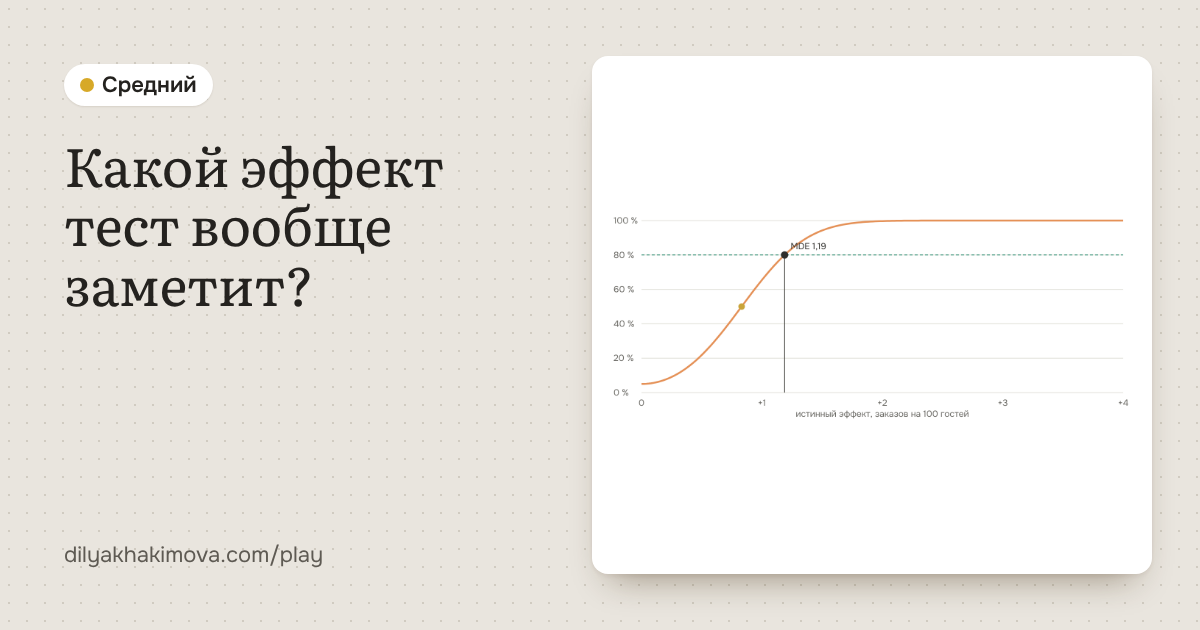 Средний
Какой эффект
тест вообще
заметит?
dilyakhakimova.com/play
100 %
MDE 1,19
80 %
60 %
40 %
20 %
0 %
0 +1 +2 +3 +4
истинный эффект, заказов на 100 гостей